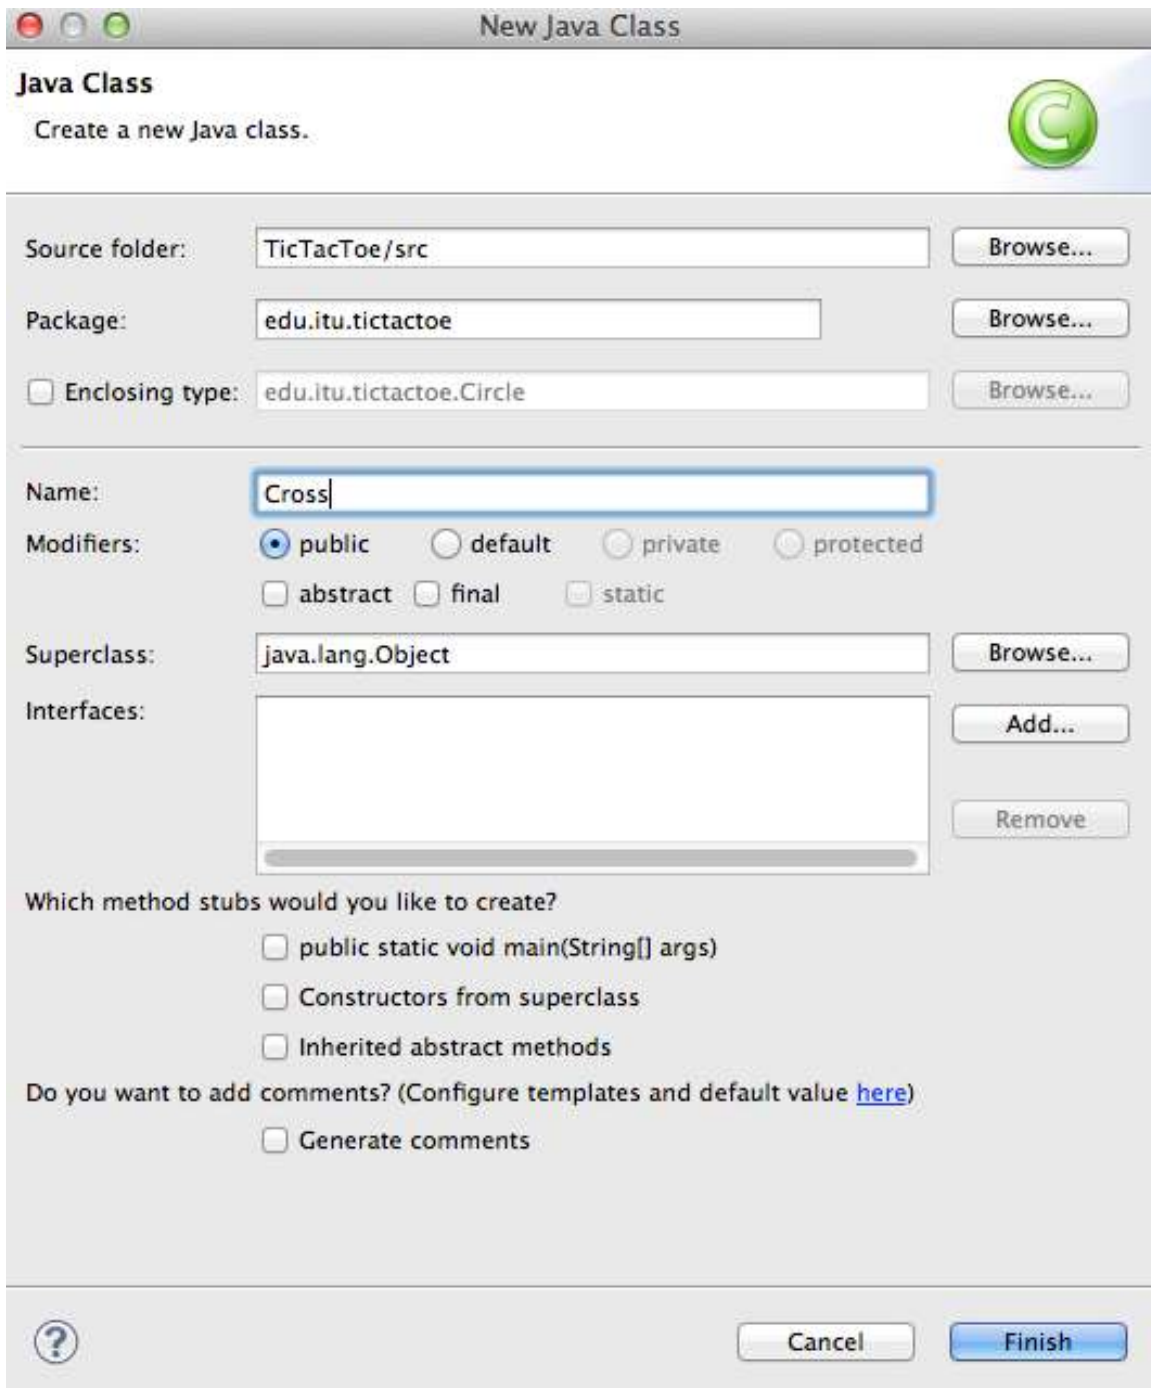 New Java Class
Java Class
Create a new Java class.
C
Source folder: TicTacToe/src Browse...
Package: edu.itu.tictactoe Browse...
Enclosing type: edu.itu.tictactoe.Circle Browse...
Name: Cross
Modifiers: public default private protected
abstract final static
Superclass: java.lang.Object Browse...
Interfaces: Add...
Remove
Which method stubs would you like to create?
public static void main(String[] args)
Constructors from superclass
Inherited abstract methods
Do you want to add comments? (Configure templates and default value here)
Generate comments
? Cancel Finish